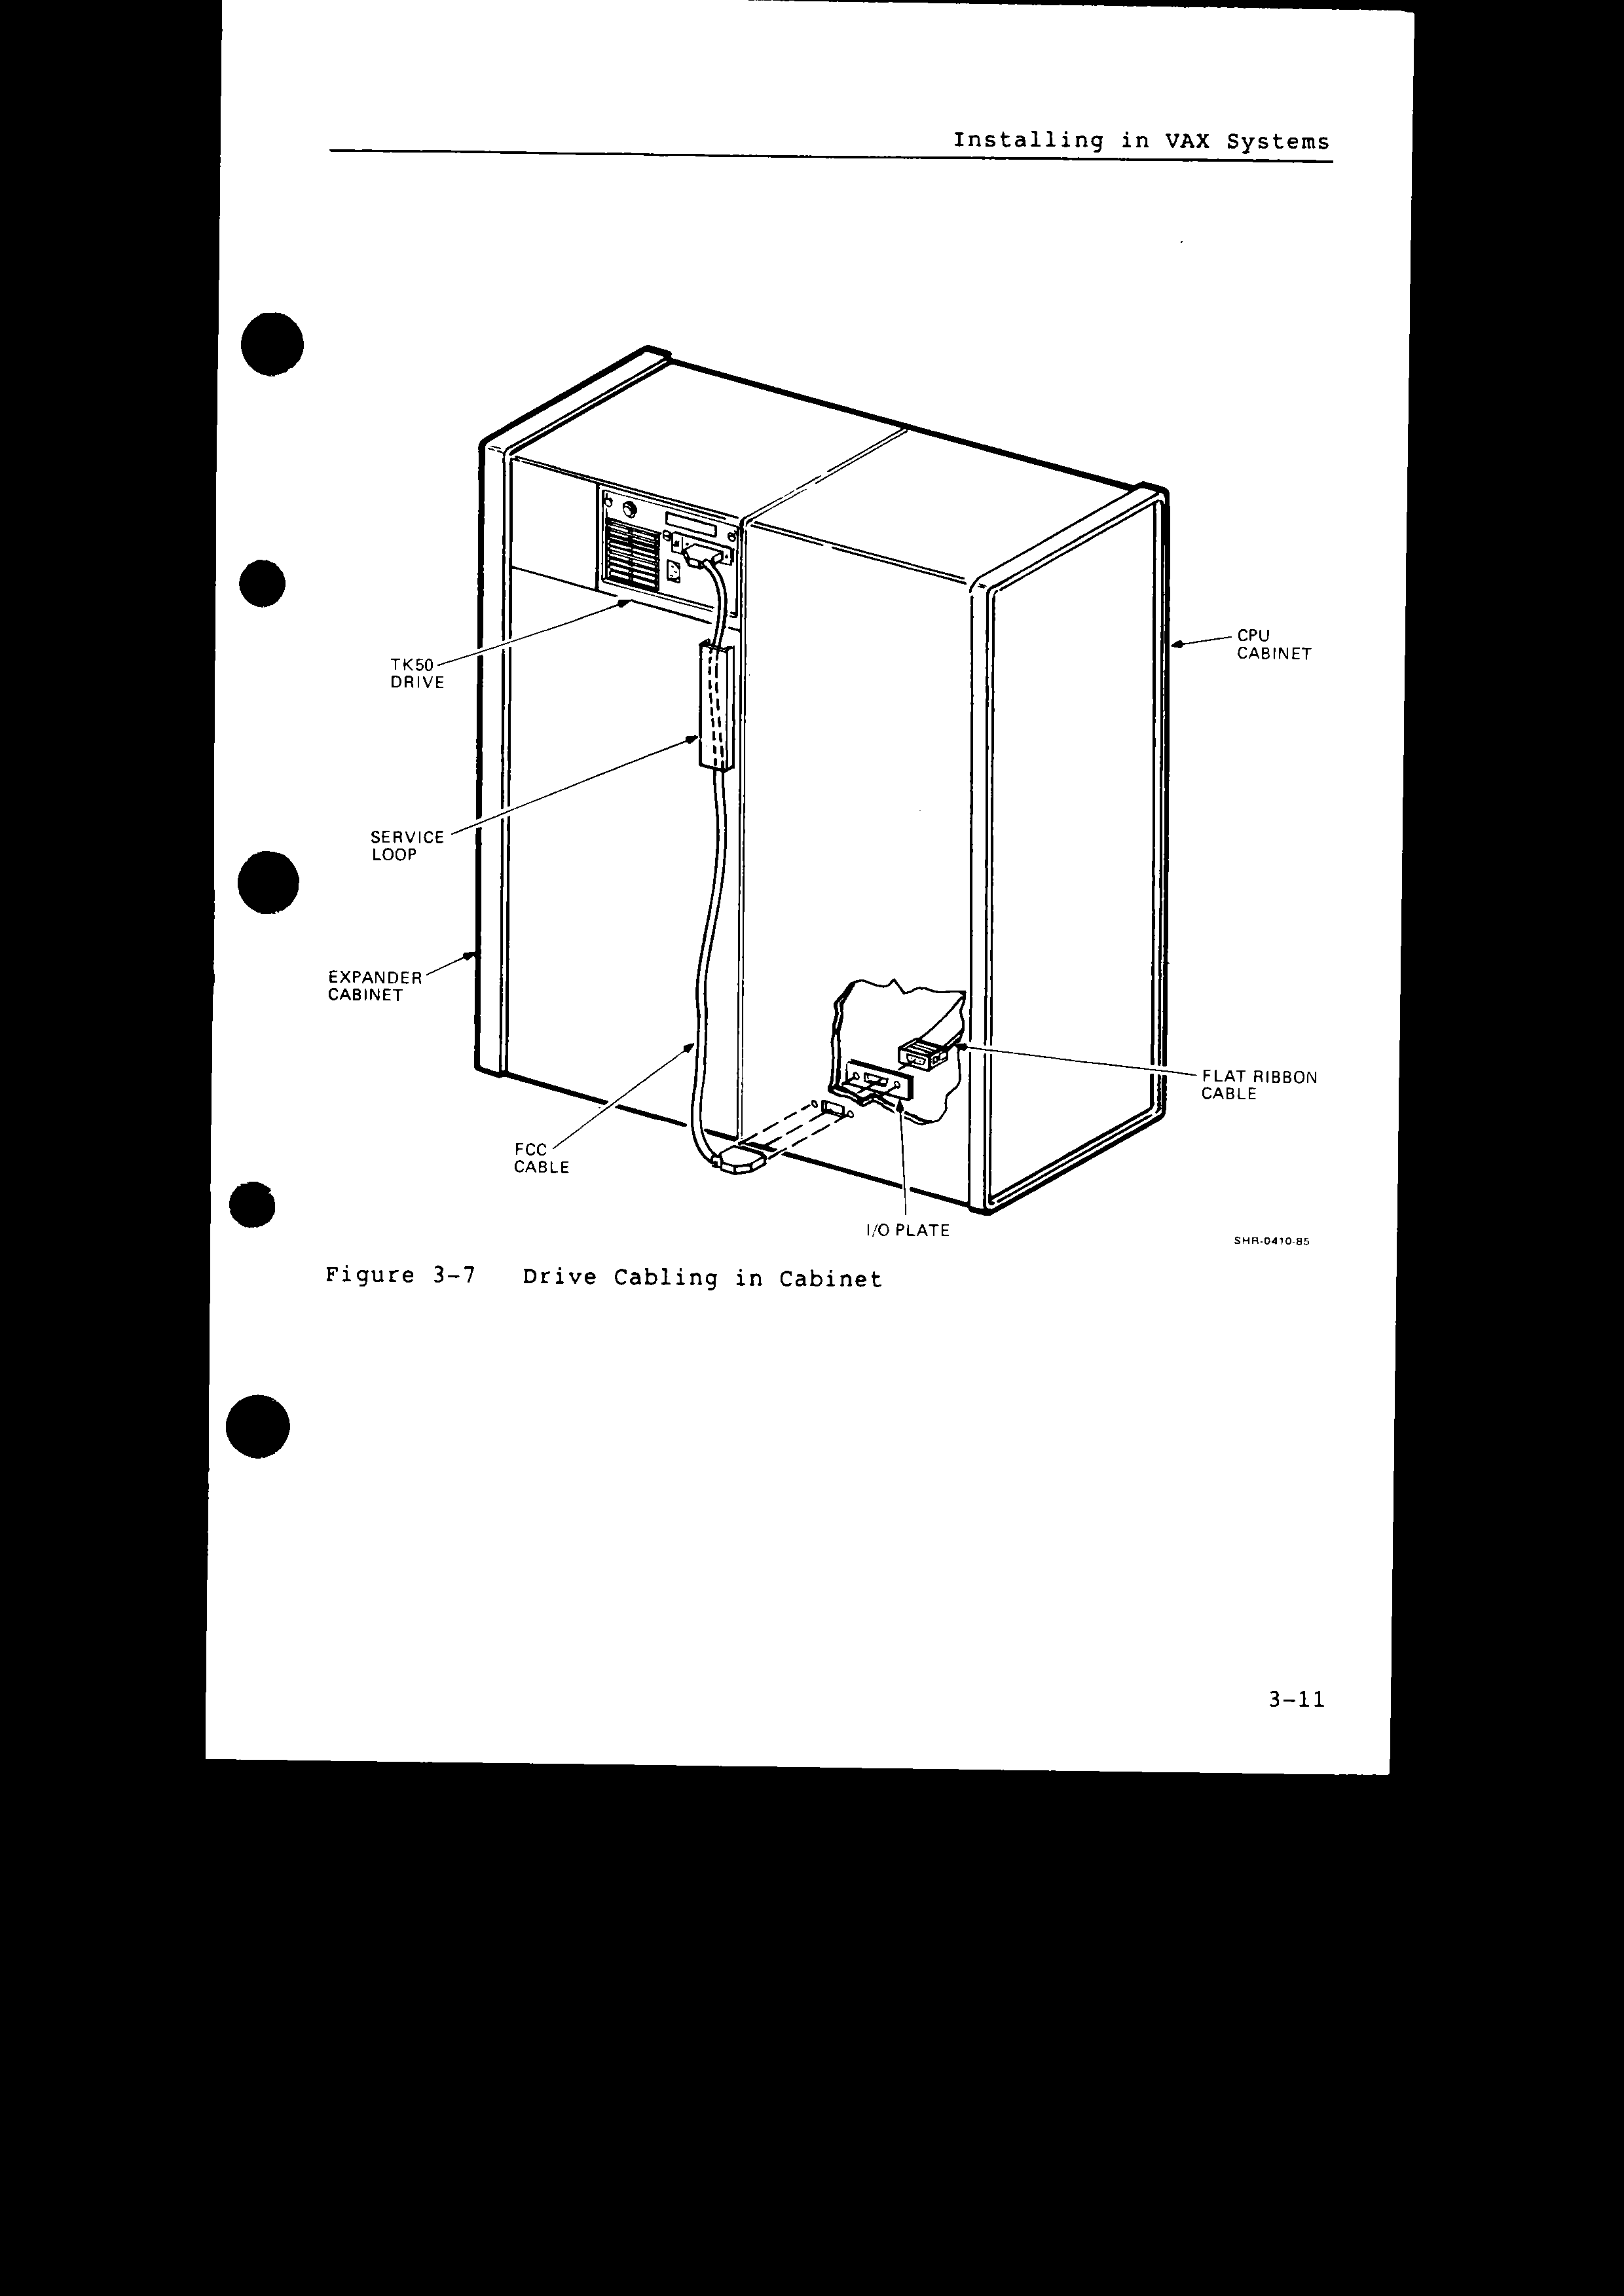 Installing in VAX Systems
CPU
CABINET
TK50
DRIVE
SERVICE
LOOP
EXPANDER
CABINET
FLAT RIBBON
CABLE
FCC
CABLE
I/O PLATE
SHR-0410-85
Figure 3-7 Drive Cabling in Cabinet
3-11